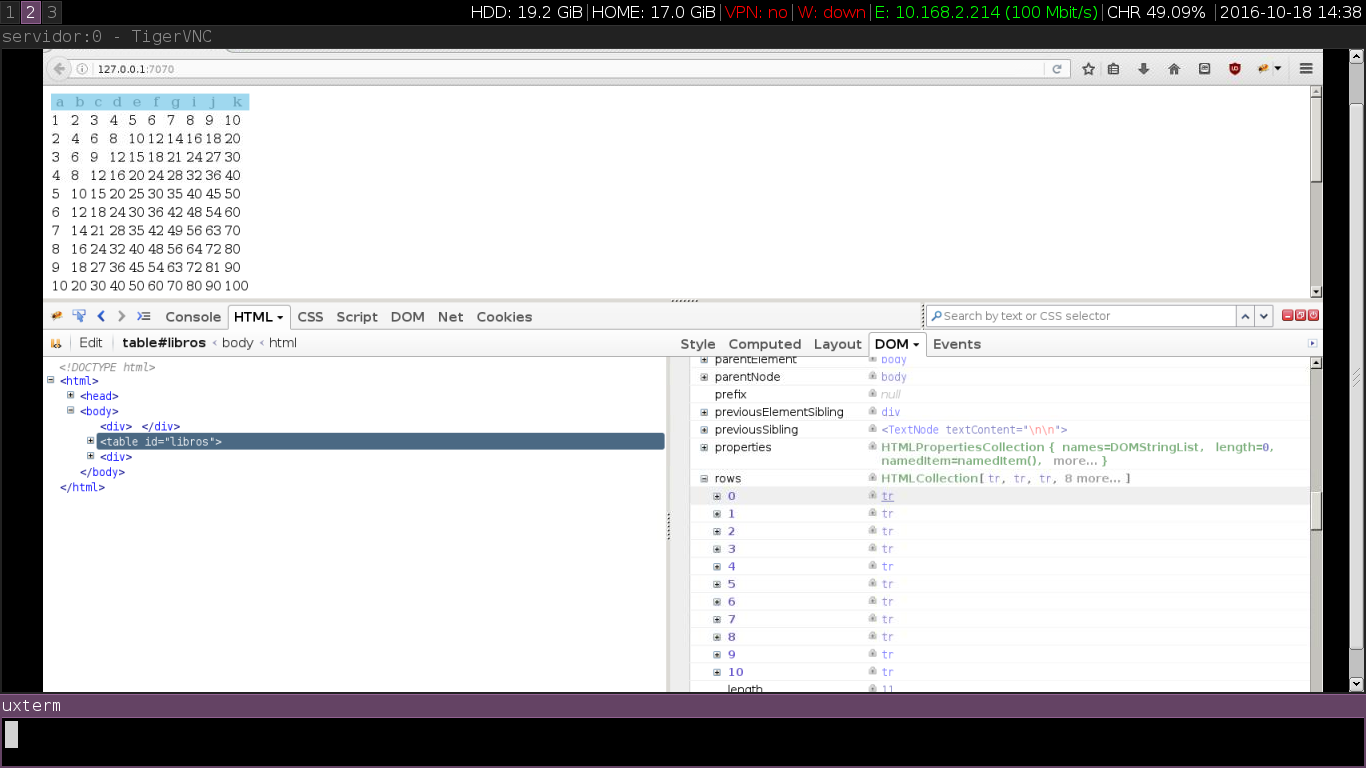 1 2 3 HDD: 19.2 GiB|HOME: 17.0 GiB|VPN: no|W: down|E: 10.168.2.214 (100 Mbit/s)|CHR 49.09% |2016-10-18 14:38
servidor:0 - TigerVNC
127.0.0.1:7070
a b c d e f g i j k
1 2 3 4 5 6 7 8 9 10
2 4 6 8 10 12 14 16 18 20
3 6 9 12 15 18 21 24 27 30
4 8 12 16 20 24 28 32 36 40
5 10 15 20 25 30 35 40 45 50
6 12 18 24 30 36 42 48 54 60
7 14 21 28 35 42 49 56 63 70
8 16 24 32 40 48 56 64 72 80
9 18 27 36 45 54 63 72 81 90
10 20 30 40 50 60 70 80 90 100
Console HTML CSS Script DOM Net Cookies Search by text or CSS selector
Edit table#libros < body < html
Style Computed Layout DOM Events
<!DOCTYPE html>
<html>
<head>
<body>
<div> </div>
<table id="libros">
<div>
</body>
</html>
parentElement body
parentNode body
prefix null
previousElementSibling div
previousSibling <TextNode textContent="\n\n">
properties HTMLPropertiesCollection { names=DOMStringList, length=0,
namedItem=namedItem(), more... }
rows HTMLCollection[ tr, tr, tr, 8 more... ]
0 tr
1 tr
2 tr
3 tr
4 tr
5 tr
6 tr
7 tr
8 tr
9 tr
10 tr
length 11
uxterm